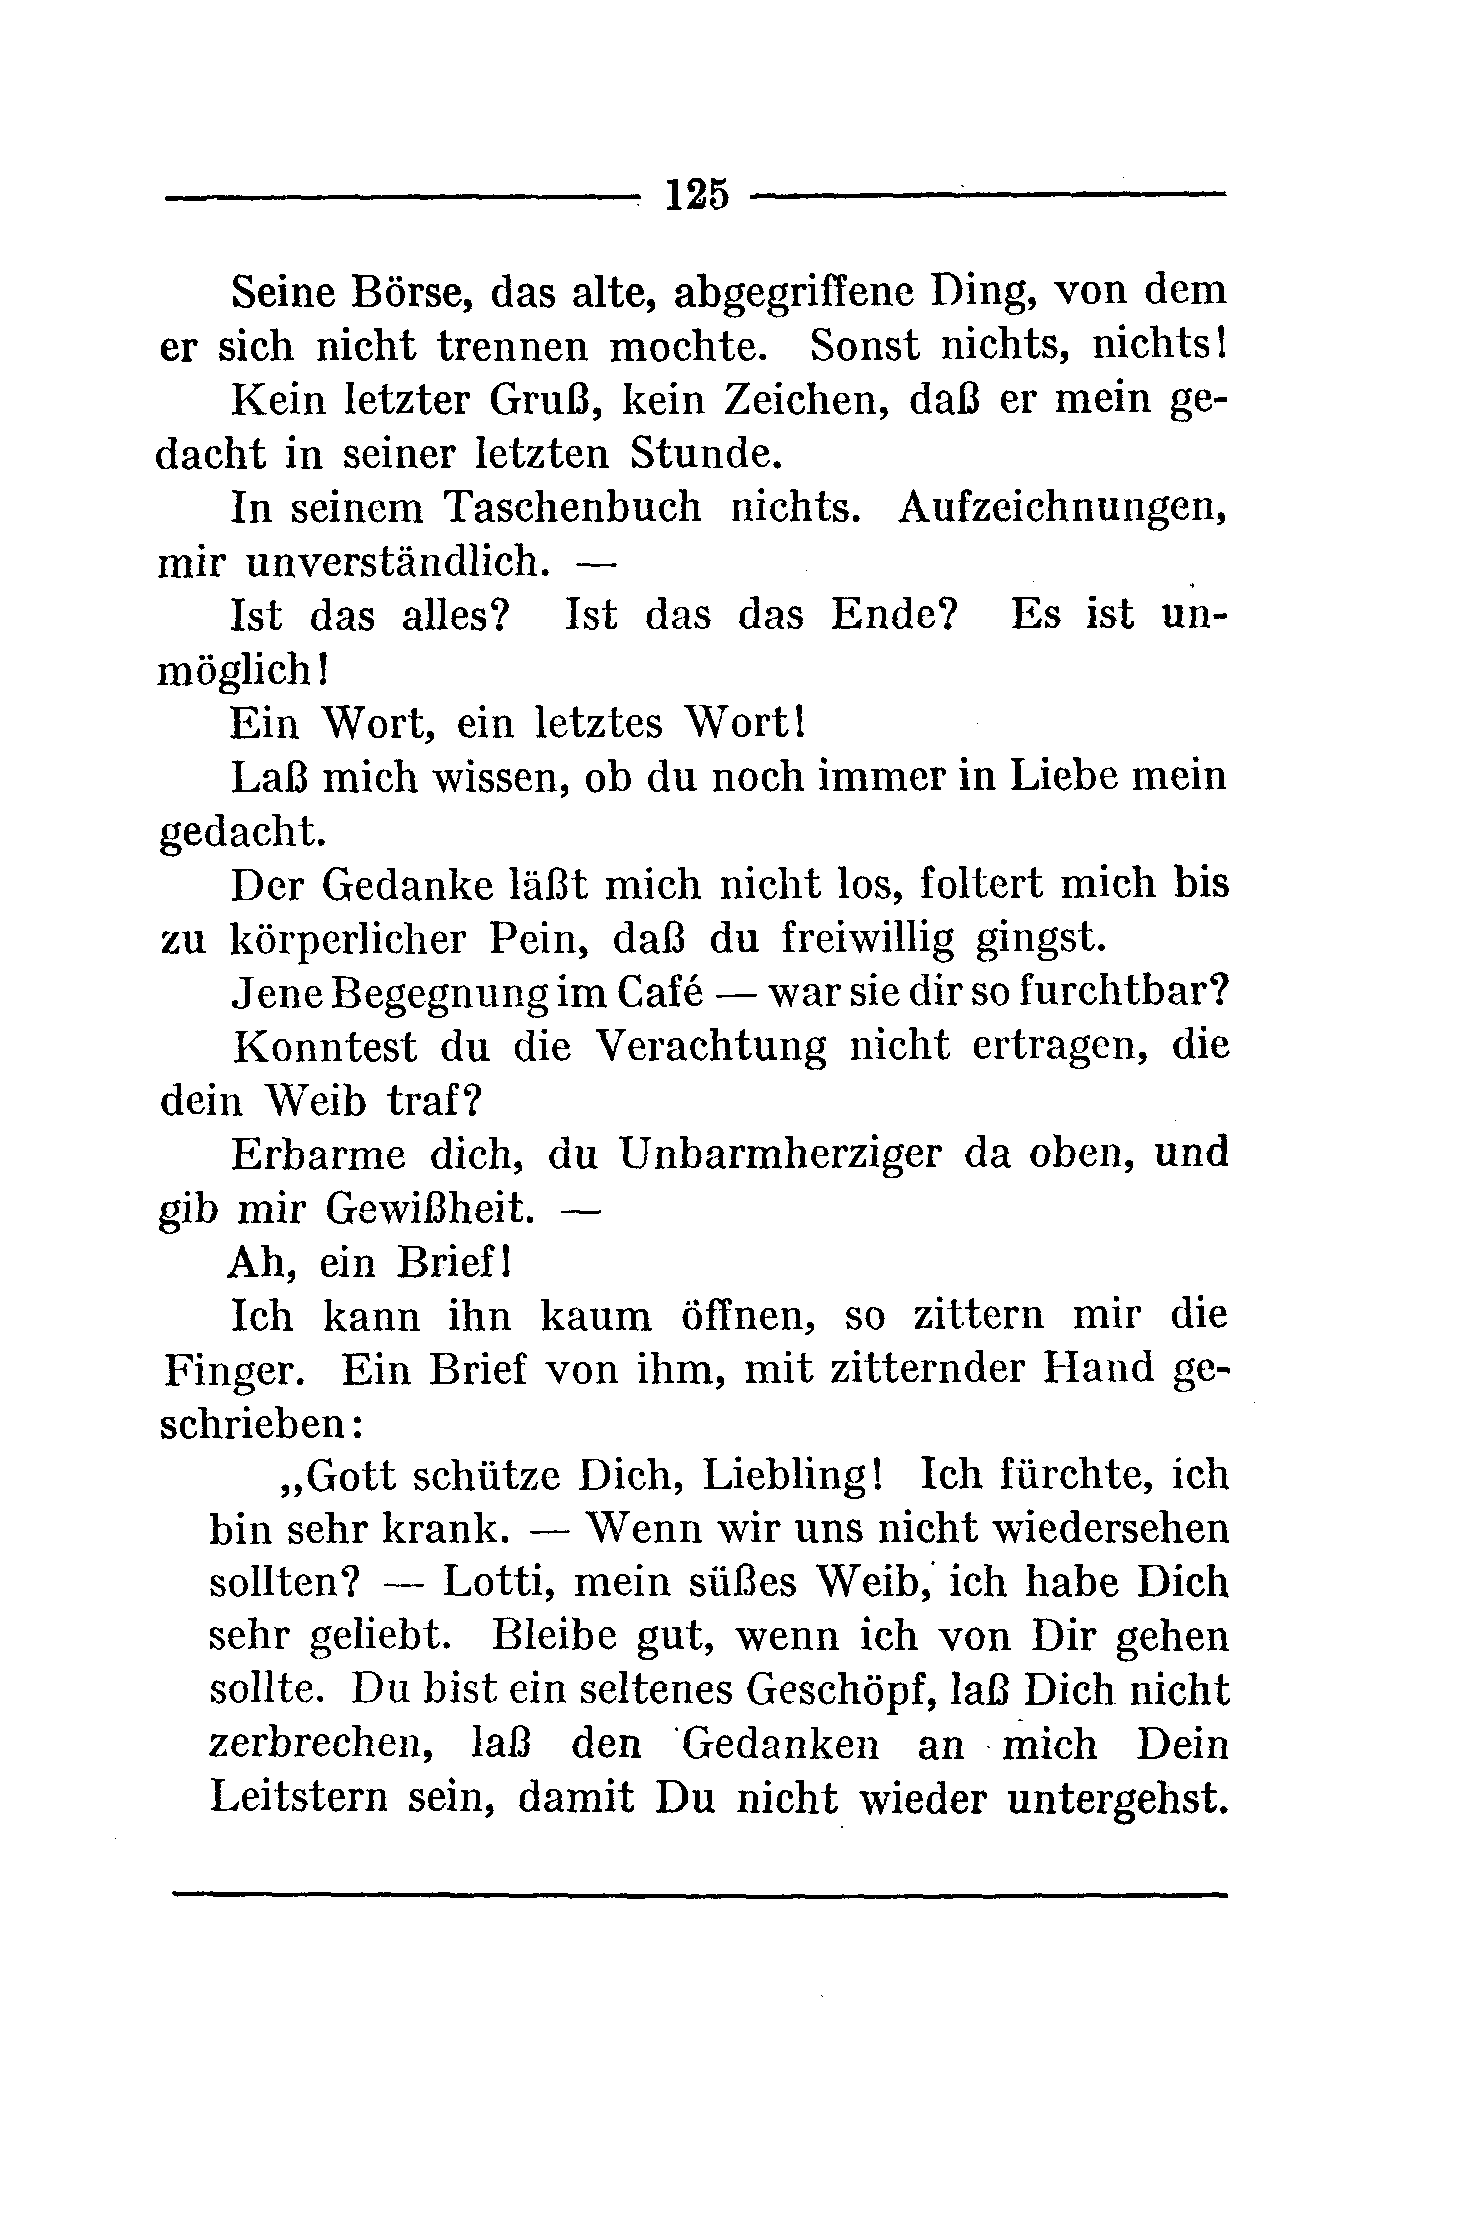 125
Seine Börse, das alte, abgegriffene Ding, von dem
er sich nicht trennen mochte. Sonst nichts, nichts!
Kein letzter Gruß, kein Zeichen, daß er mein ge-
dacht in seiner letzten Stunde.
In seinem Taschenbuch nichts. Aufzeichnungen,
mir unverständlich. —
Ist das alles? Ist das das Ende? Es ist un-
möglich!
Ein Wort, ein letztes Wort!
Laß mich wissen, ob du noch immer in Liebe mein
gedacht.
Der Gedanke läßt mich nicht los, foltert mich bis
zu körperlicher Pein, daß du freiwillig gingst.
Jene Begegnung im Café — war sie dir so furchtbar?
Konntest du die Verachtung nicht ertragen, die
dein Weib traf?
Erbarme dich, du Unbarmherziger da oben, und
gib mir Gewißheit. —
Ah, ein Brief!
Ich kann ihn kaum öffnen, so zittern mir die
Finger. Ein Brief von ihm, mit zitternder Hand ge-
schrieben:
„Gott schütze Dich, Liebling! Ich fürchte, ich
bin sehr krank. — Wenn wir uns nicht wiedersehen
sollten? — Lotti, mein süßes Weib, ich habe Dich
sehr geliebt. Bleibe gut, wenn ich von Dir gehen
sollte. Du bist ein seltenes Geschöpf, laß Dich nicht
zerbrechen, laß den Gedanken an mich Dein
Leitstern sein, damit Du nicht wieder untergehst.